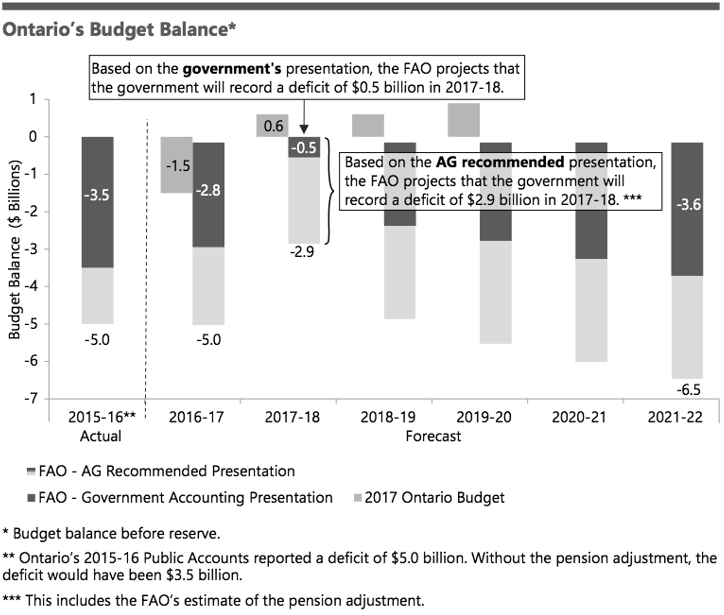 Ontario's Budget Balance*
Based on the government's presentation, the FAO projects that
the government will record a deficit of $0.5 billion in 2017-18.
1
0
-1
-2
-3
-4
-5
-6
-7
Budget Balance ($ Billions)
0.6
-0.5
-1.5
-3.5
-2.8
-3.6
Based on the AG recommended presentation,
the FAO projects that the government will
record a deficit of $2.9 billion in 2017-18. ***
-2.9
-5.0
-5.0
-6.5
2015-16** 2016-17 2017-18 2018-19 2019-20 2020-21 2021-22
Actual Forecast
FAO - AG Recommended Presentation
FAO - Government Accounting Presentation 2017 Ontario Budget
* Budget balance before reserve.
** Ontario's 2015-16 Public Accounts reported a deficit of $5.0 billion. Without the pension adjustment, the
deficit would have been $3.5 billion.
*** This includes the FAO's estimate of the pension adjustment.